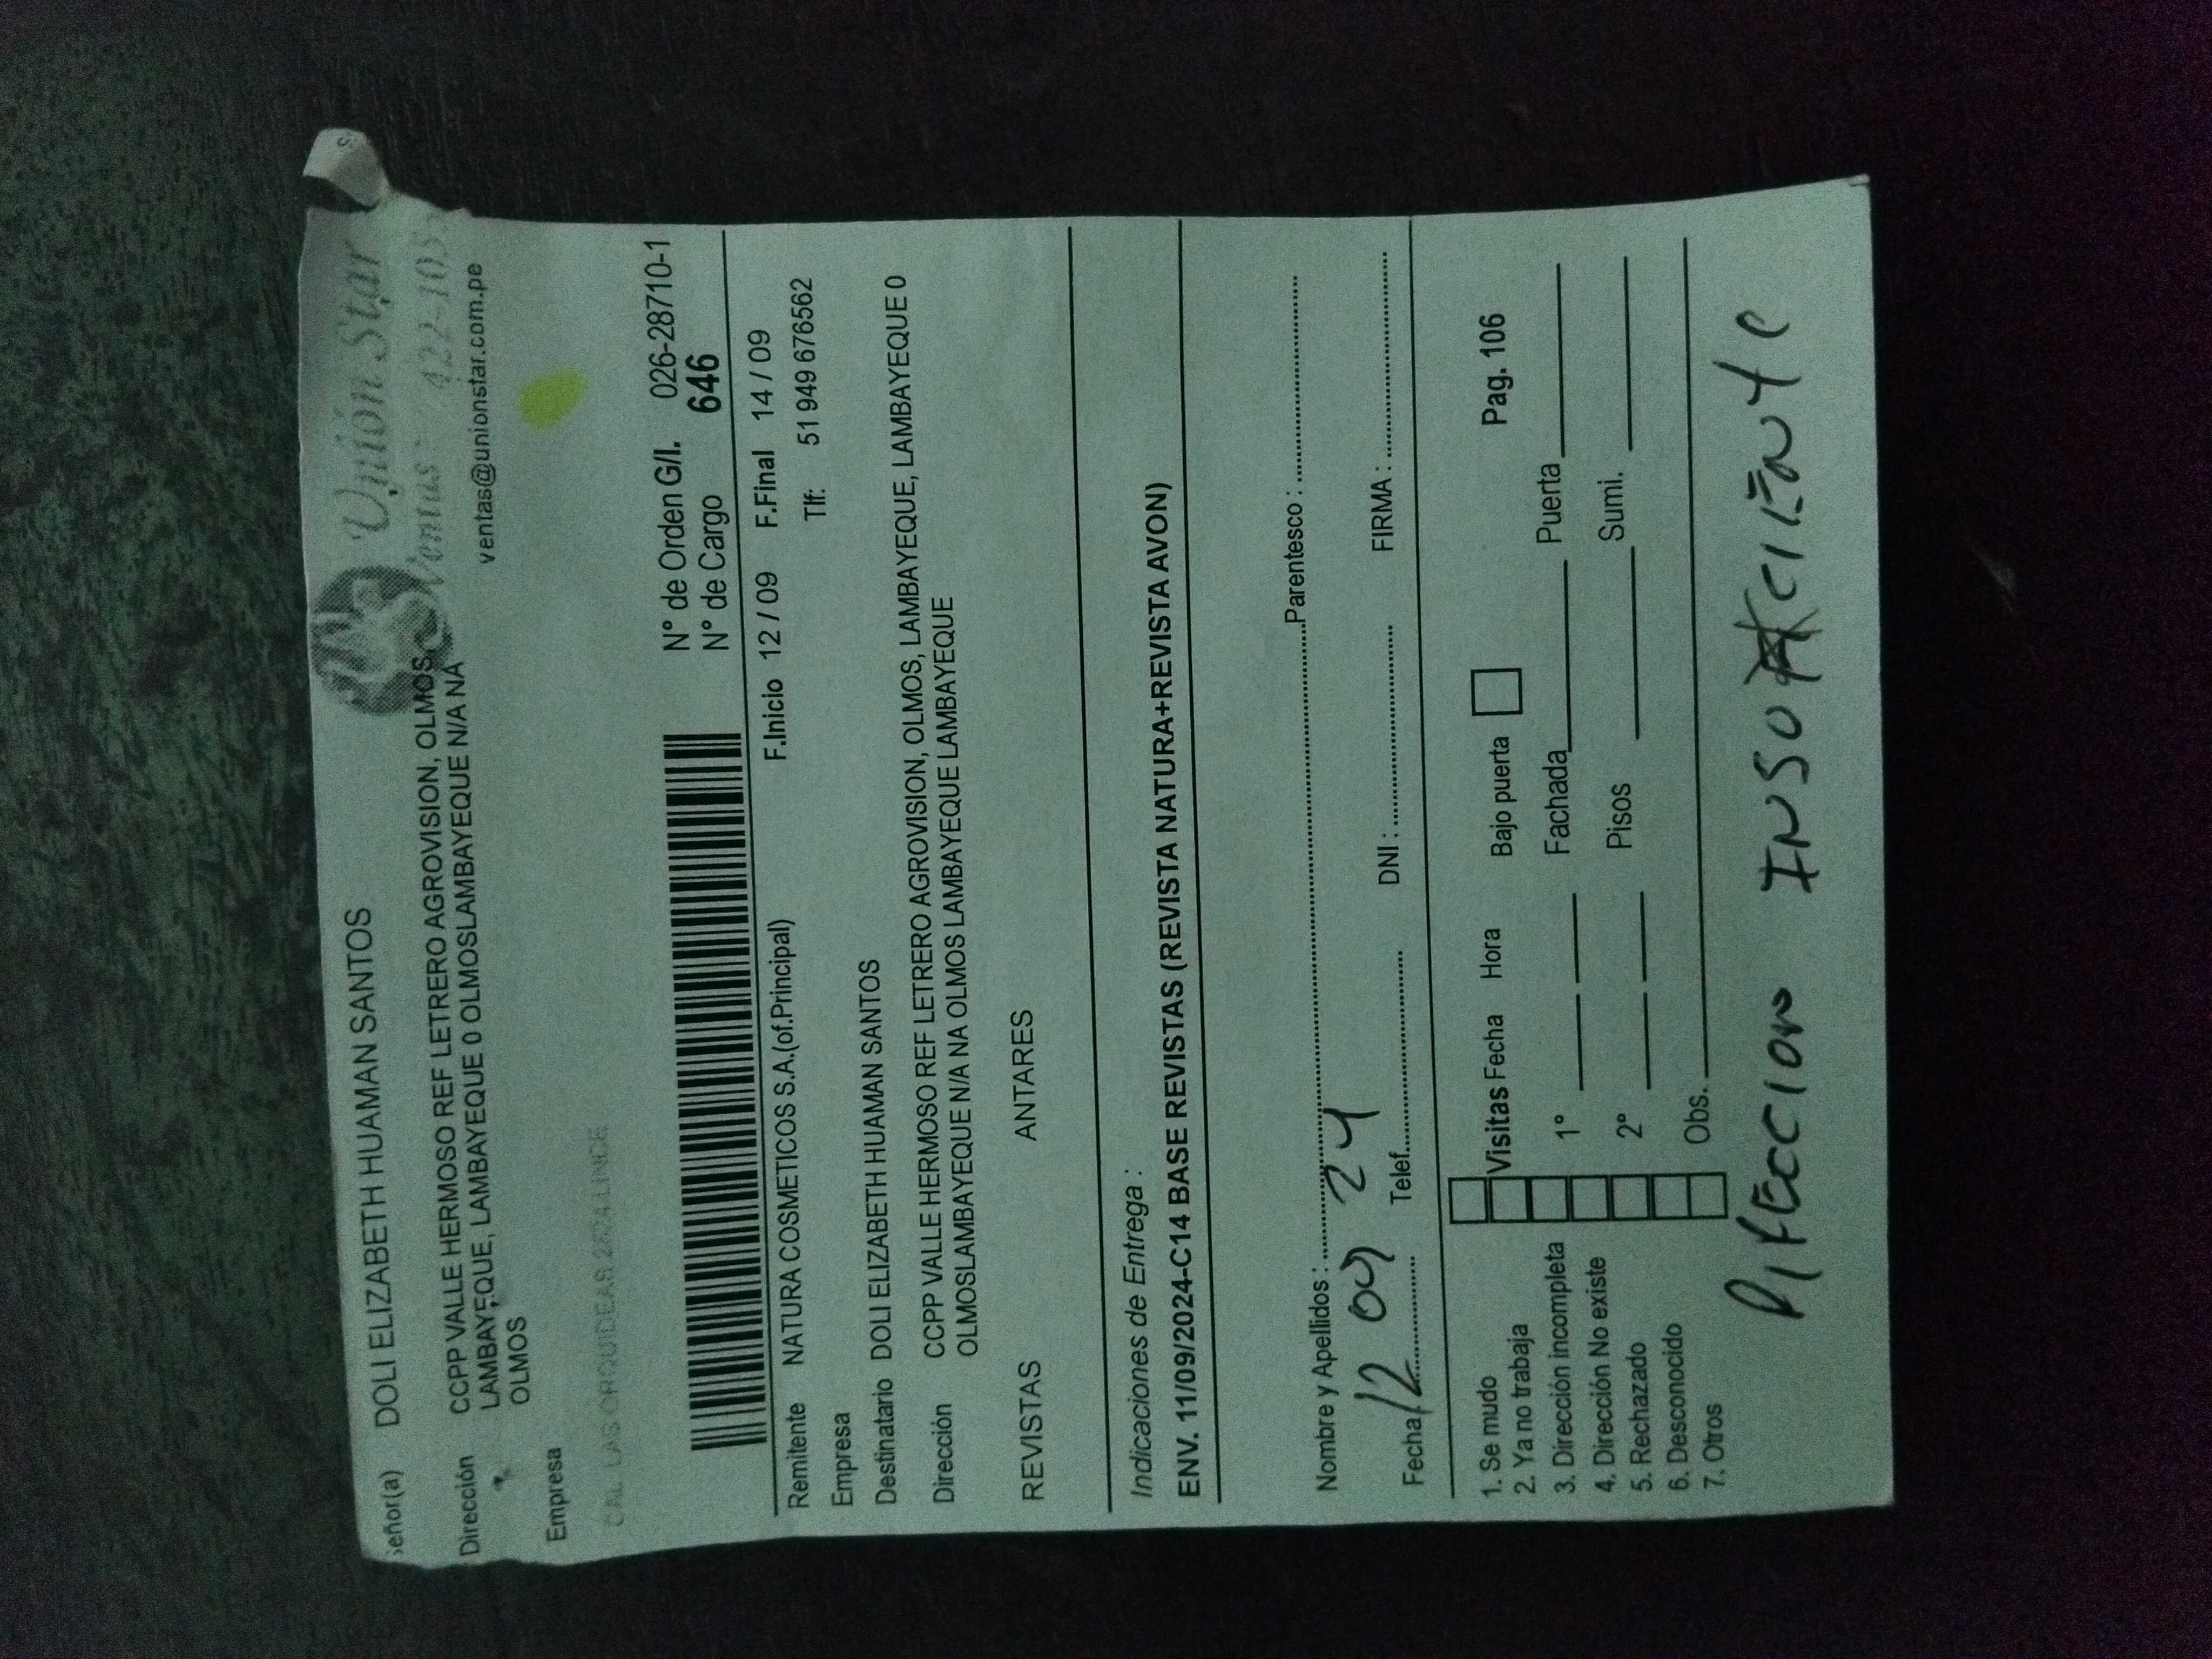 Señor(a) DOLI ELIZABETH HUAMAN SANTOS
Unión Star
Ventas: 422-105
ventas@unionstar.com.pe
Dirección CCPP VALLE HERMOSO REF LETRERO AGROVISION, OLMOS,
LAMBAYEQUE, LAMBAYEQUE 0 OLMOSLAMBAYEQUE N/A NA
OLMOS
Empresa
CAL. LAS ORQUIDEAS 2624 LINCE
N° de Orden G/I. 026-28710-1
N° de Cargo 646
F.Inicio 12 / 09 F.Final 14 / 09
Remitente NATURA COSMETICOS S.A.(of.Principal) Tlf: 51 949 676562
Empresa
Destinatario DOLI ELIZABETH HUAMAN SANTOS
Dirección CCPP VALLE HERMOSO REF LETRERO AGROVISION, OLMOS, LAMBAYEQUE, LAMBAYEQUE 0
OLMOSLAMBAYEQUE N/A NA OLMOS LAMBAYEQUE LAMBAYEQUE
REVISTAS ANTARES
Indicaciones de Entrega :
ENV. 11/09/2024-C14 BASE REVISTAS (REVISTA NATURA+REVISTA AVON)
Nombre y Apellidos : Parentesco :
Fecha 12 09 24 Telef. DNI : FIRMA :
1. Se mudo Visitas Fecha Hora Bajo puerta Pag. 106
2. Ya no trabaja
3. Dirección incompleta 1° Fachada Puerta
4. Dirección No existe
5. Rechazado 2° Pisos Sumi.
6. Desconocido
7. Otros Obs.